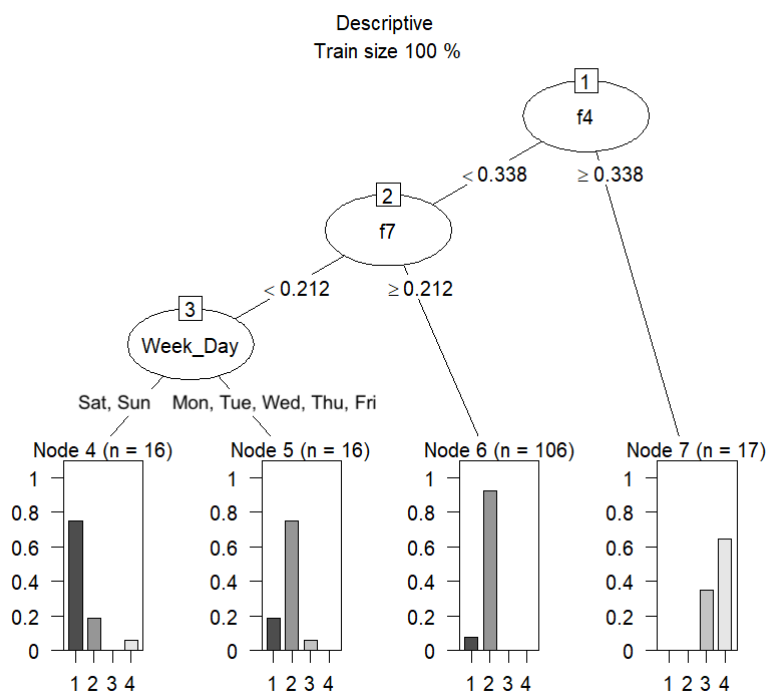 Descriptive
Train size 100 %
1
f4
< 0.338 ≥ 0.338
2
f7
< 0.212 ≥ 0.212
3
Week_Day
Sat, Sun Mon, Tue, Wed, Thu, Fri
Node 4 (n = 16) Node 5 (n = 16) Node 6 (n = 106) Node 7 (n = 17)
1 1 1 1
0.8 0.8 0.8 0.8
0.6 0.6 0.6 0.6
0.4 0.4 0.4 0.4
0.2 0.2 0.2 0.2
0 0 0 0
1 2 3 4 1 2 3 4 1 2 3 4 1 2 3 4